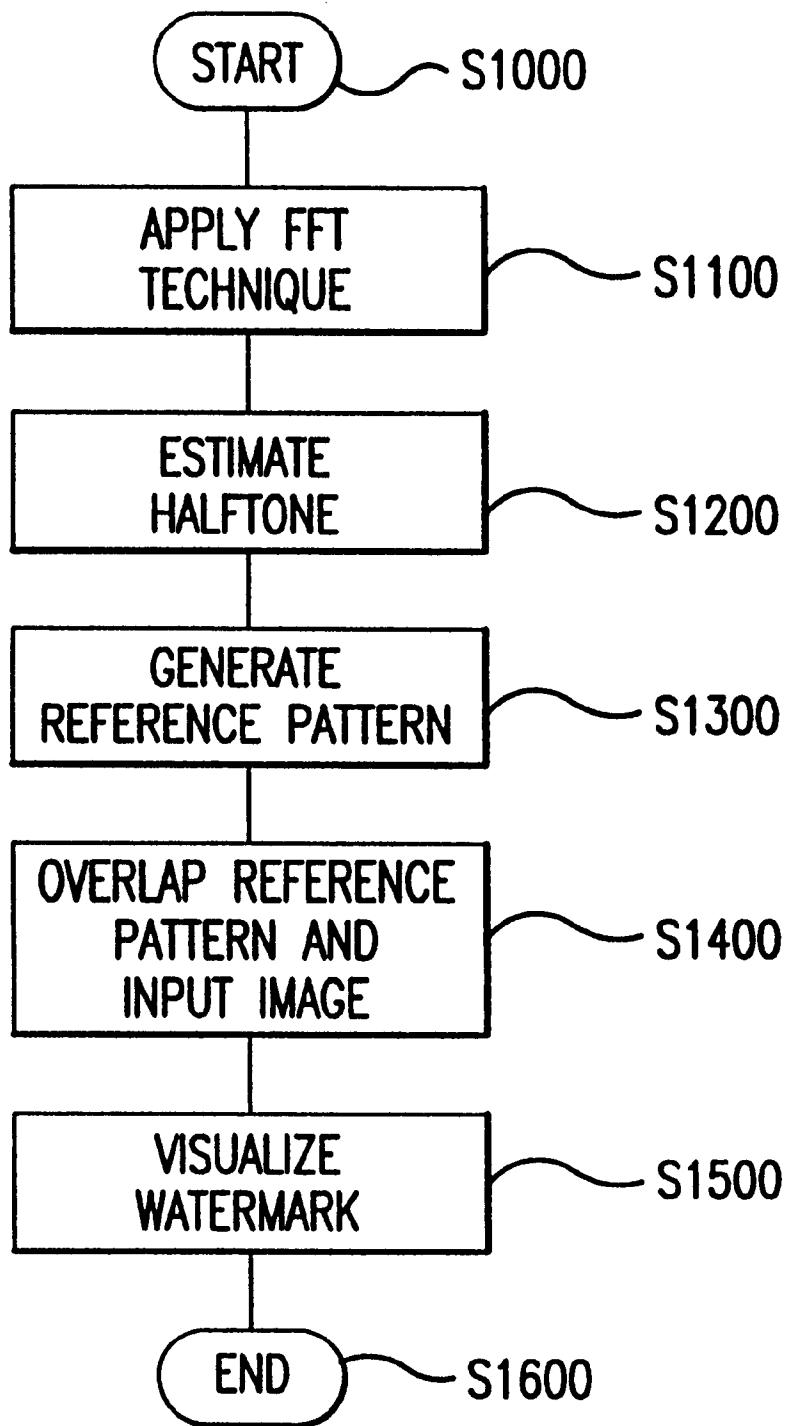 START
S1000
APPLY FFT
TECHNIQUE
S1100
ESTIMATE
HALFTONE
S1200
GENERATE
REFERENCE PATTERN
S1300
OVERLAP REFERENCE
PATTERN AND
INPUT IMAGE
S1400
VISUALIZE
WATERMARK
S1500
END
S1600